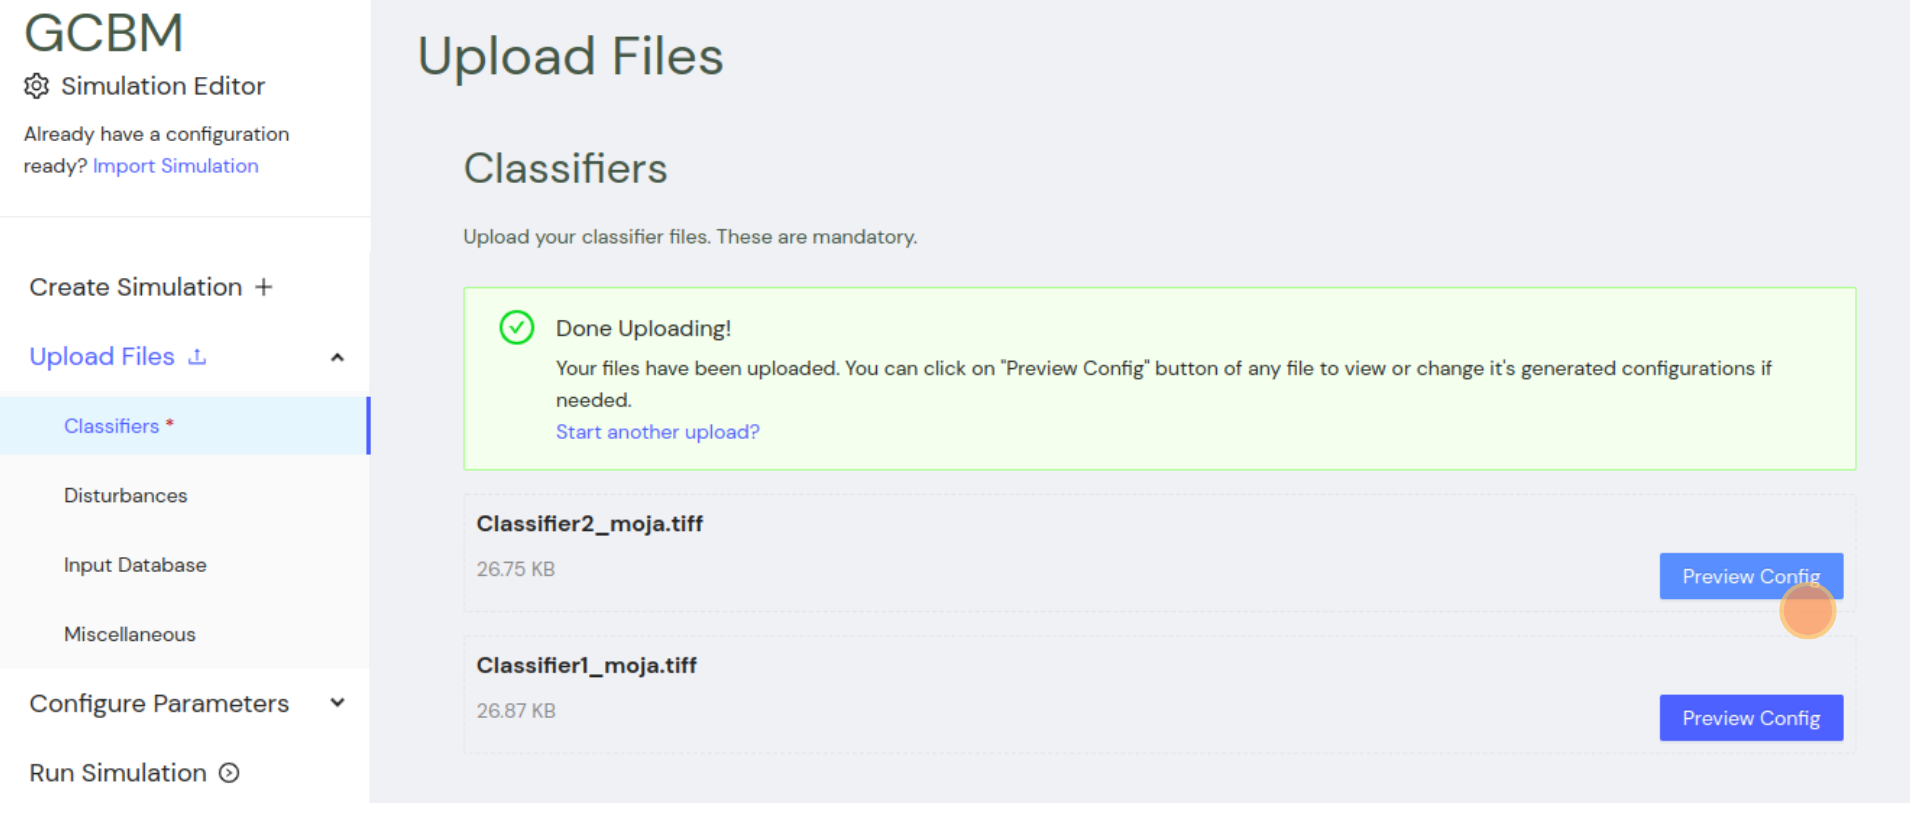 GCBM
Simulation Editor
Already have a configuration
ready? Import Simulation
Create Simulation +
Upload Files
Classifiers *
Disturbances
Input Database
Miscellaneous
Configure Parameters
Run Simulation
Upload Files
Classifiers
Upload your classifier files. These are mandatory.
Done Uploading!
Your files have been uploaded. You can click on "Preview Config" button of any file to view or change it's generated configurations if
needed.
Start another upload?
Classifier2_moja.tiff
26.75 KB
Preview Config
Classifier1_moja.tiff
26.87 KB
Preview Config